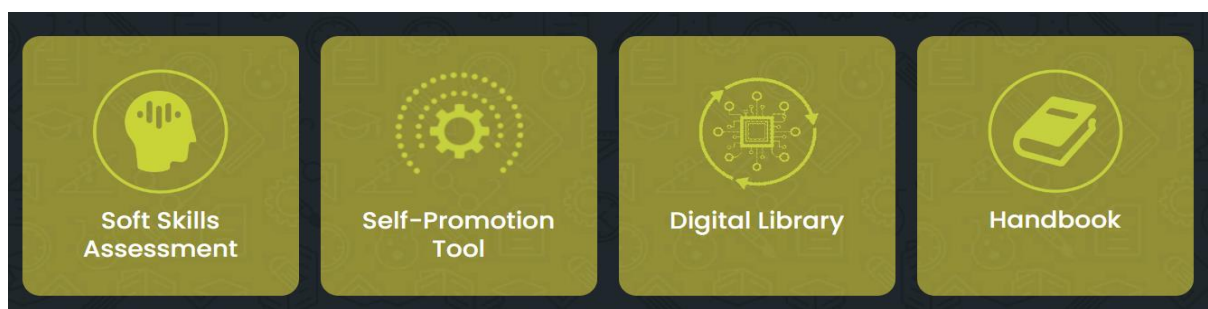 Soft Skills
Assessment
Self-Promotion
Tool
Digital Library
Handbook